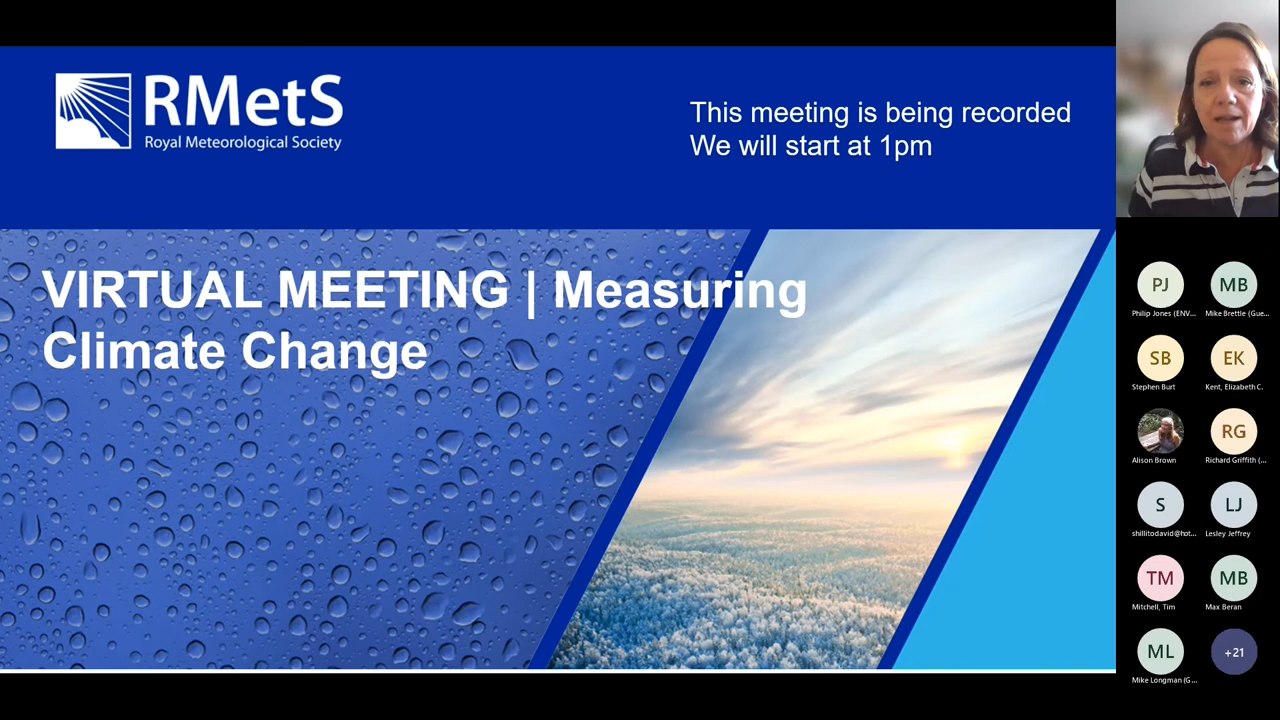 RMetS
Royal Meteorological Society
This meeting is being recorded
We will start at 1pm
VIRTUAL MEETING | Measuring
Climate Change
PJ
MB
Philip Jones (ENV...
Mike Brettle (Gue...
SB
EK
Stephen Burt
Kent, Elizabeth C.
RG
Alison Brown
Richard Griffith (...
S
LJ
shillitodavid@hot...
Lesley Jeffrey
TM
MB
Mitchell, Tim
Max Beran
ML
+21
Mike Longman (G...